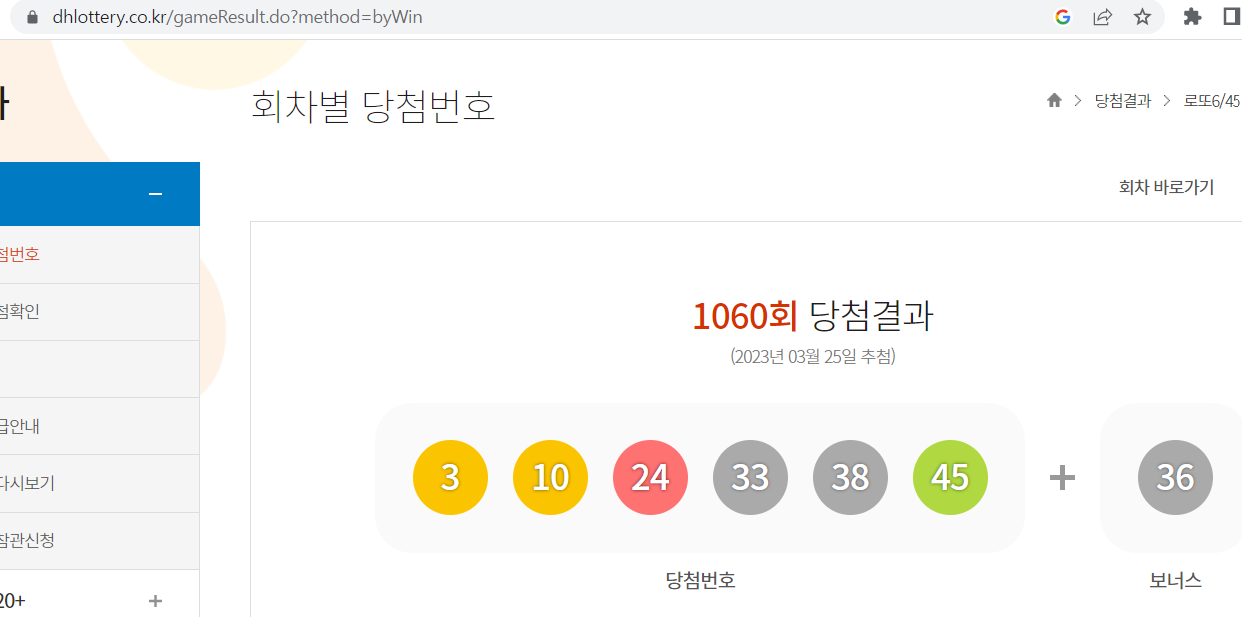 dhlottery.co.kr/gameResult.do?method=byWin
회차별 당첨번호
당첨결과
로또6/45
회차 바로가기
첨번호
첨확인
급안내
다시보기
참관신청
20+
1060회 당첨결과
(2023년 03월 25일 추첨)
3 10 24 33 38 45 + 36
당첨번호
보너스